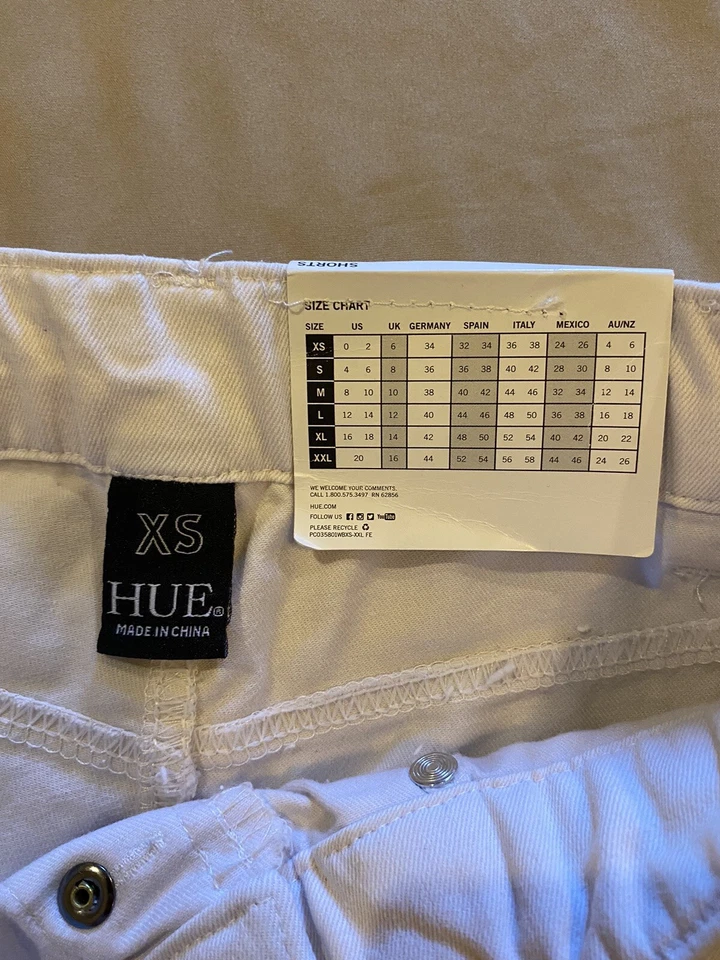 SHORTS
SIZE CHART
SIZE US UK GERMANY SPAIN ITALY MEXICO AU/NZ
XS 0 2 6 34 32 34 36 38 24 26 4 6
S 4 6 8 36 36 38 40 42 28 30 8 10
M 8 10 10 38 40 42 44 46 32 34 12 14
L 12 14 12 40 44 46 48 50 36 38 16 18
XL 16 18 14 42 48 50 52 54 40 42 20 22
XXL 20 16 44 52 54 56 58 44 46 24 26
WE WELCOME YOUR COMMENTS.
CALL 1.800.575.3497 RN 62856
HUE.COM
FOLLOW US YouTube
PLEASE RECYCLE
PCO35801WBXS-XXL FE
XS
HUE®
MADE IN CHINA